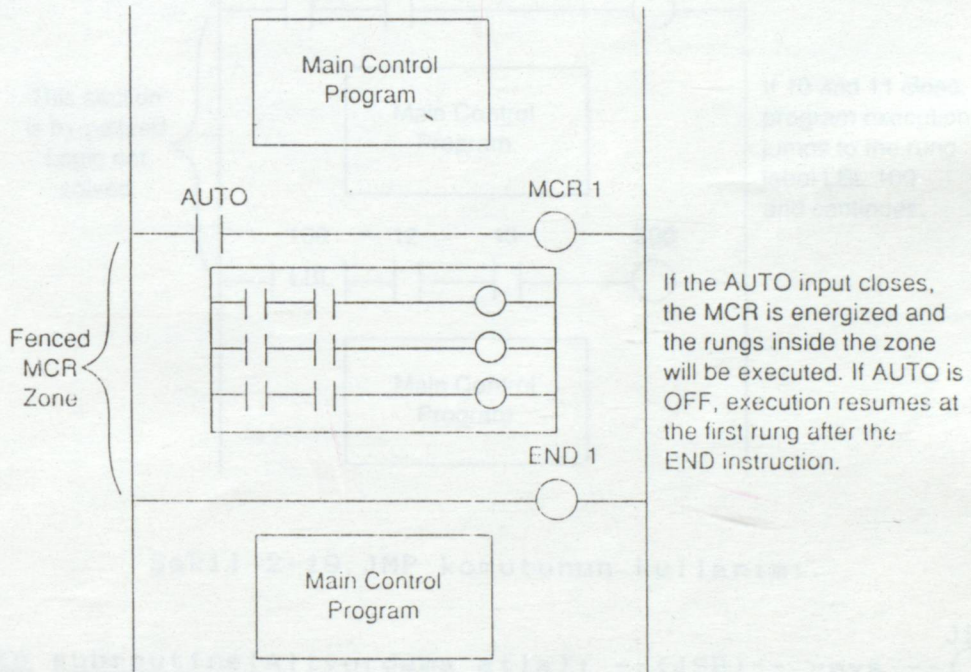 Main Control
Program
AUTO
MCR 1
Fenced
MCR
Zone
If the AUTO input closes,
the MCR is energized and
the rungs inside the zone
will be executed. If AUTO is
OFF, execution resumes at
the first rung after the
END instruction.
END 1
Main Control
Program